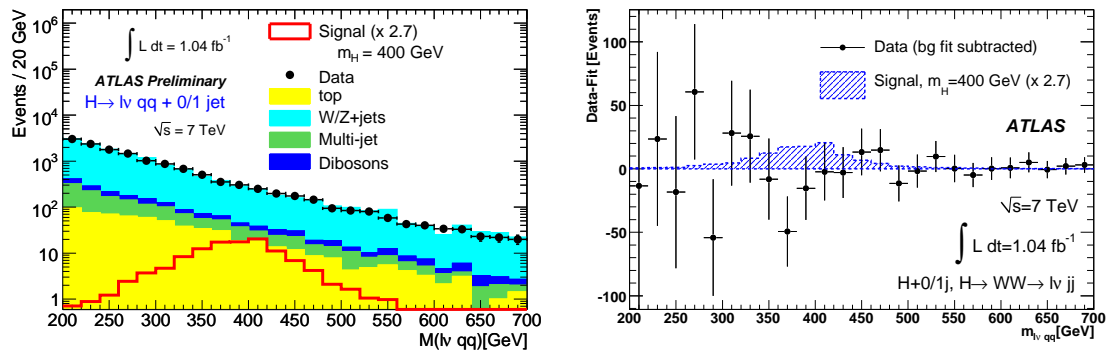 Events / 20 GeV
10⁶
10⁵
10⁴
10³
10²
10
1
∫ L dt = 1.04 fb⁻¹
ATLAS Preliminary
H→ lν qq + 0/1 jet
√s = 7 TeV
Signal (x 2.7)
m_H = 400 GeV
Data
top
W/Z+jets
Multi-jet
Dibosons
200 250 300 350 400 450 500 550 600 650 700
M(lν qq)[GeV]
Data-Fit [Events]
100
50
0
-50
-100
Data (bg fit subtracted)
Signal, m_H=400 GeV (x 2.7)
ATLAS
√s=7 TeV
∫ L dt=1.04 fb⁻¹
H+0/1j, H→ WW→ lν jj
200 250 300 350 400 450 500 550 600 650 700
m_lν qq[GeV]